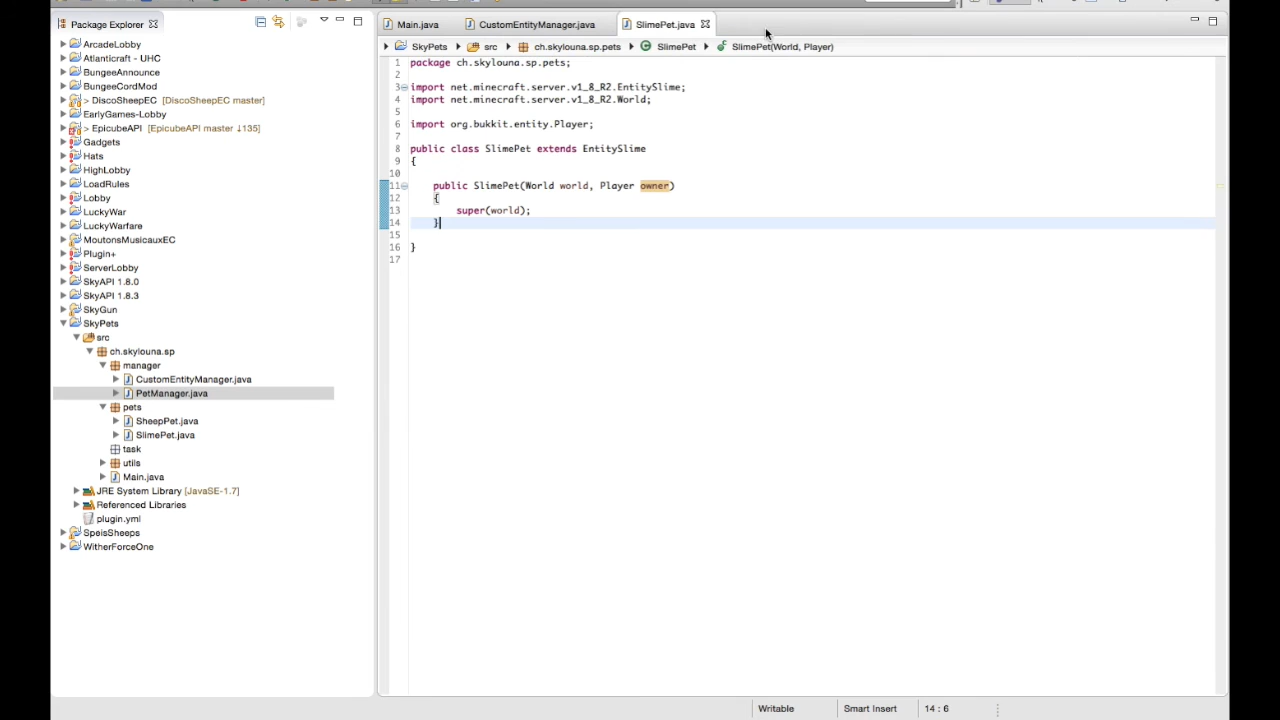 Package Explorer
ArcadeLobby
Atlanticraft - UHC
BungeeAnnounce
BungeeCordMod
> DiscoSheepEC [DiscoSheepEC master]
EarlyGames-Lobby
> EpicubeAPI [EpicubeAPI master ↓135]
Gadgets
Hats
HighLobby
LoadRules
Lobby
LuckyWar
LuckyWarfare
MoutonsMusicauxEC
Plugin+
ServerLobby
SkyAPI 1.8.0
SkyAPI 1.8.3
SkyGun
SkyPets
src
ch.skylouna.sp
manager
CustomEntityManager.java
PetManager.java
pets
SheepPet.java
SlimePet.java
task
utils
Main.java
JRE System Library [JavaSE-1.7]
Referenced Libraries
plugin.yml
SpeisSheeps
WitherForceOne
Main.java CustomEntityManager.java SlimePet.java
SkyPets src ch.skylouna.sp.pets SlimePet SlimePet(World, Player)
1 package ch.skylouna.sp.pets;
2
3 import net.minecraft.server.v1_8_R2.EntitySlime;
4 import net.minecraft.server.v1_8_R2.World;
5
6 import org.bukkit.entity.Player;
7
8 public class SlimePet extends EntitySlime
9 {
10
11 public SlimePet(World world, Player owner)
12 {
13 super(world);
14 }
15
16 }
17
Writable Smart Insert 14 : 6